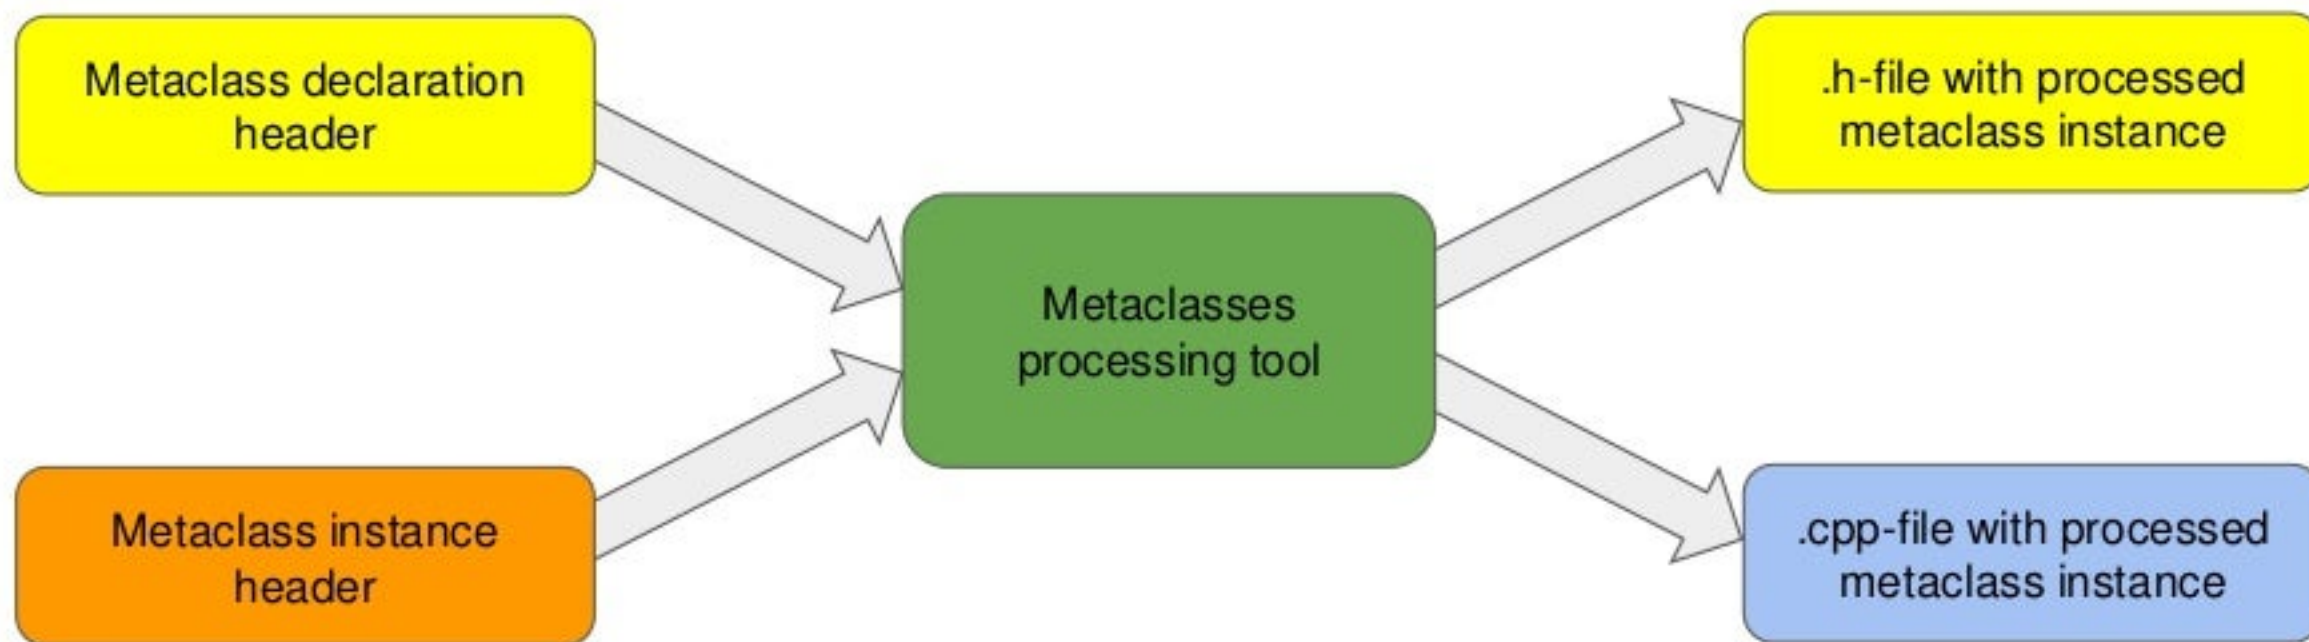 Metaclass declaration
header
.h-file with processed
metaclass instance
Metaclasses
processing tool
Metaclass instance
header
.cpp-file with processed
metaclass instance